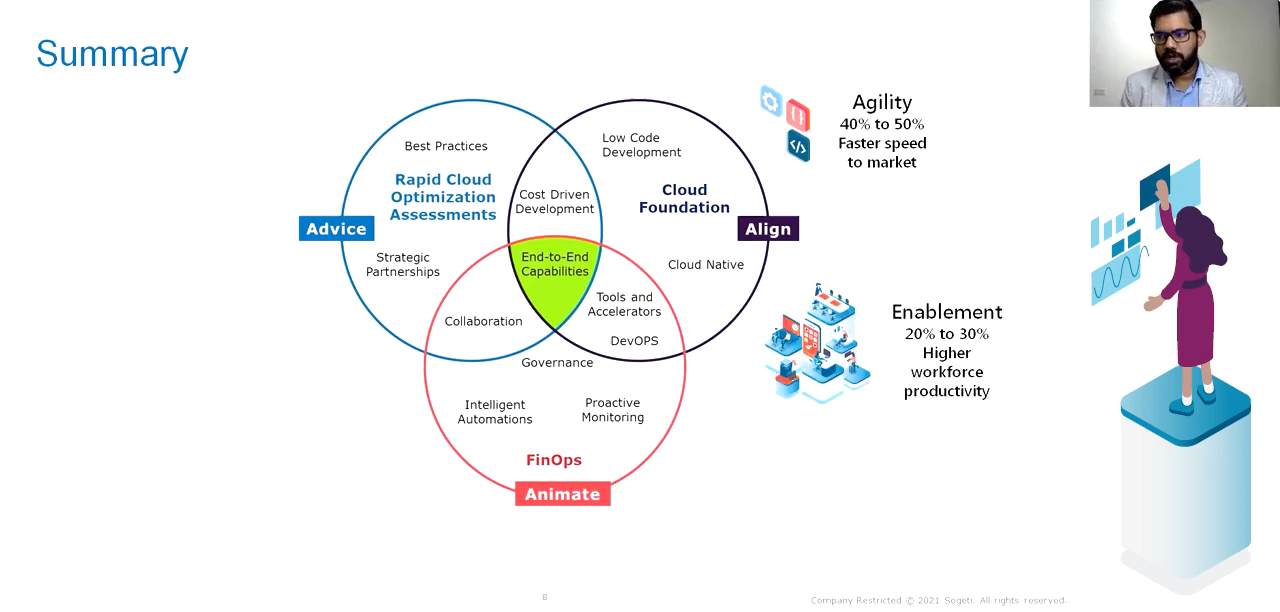 Summary
Best Practices
Rapid Cloud
Optimization
Assessments
Advice
Strategic
Partnerships
Cost Driven
Development
Low Code
Development
Cloud
Foundation
Align
Cloud Native
End-to-End
Capabilities
Tools and
Accelerators
DevOPS
Collaboration
Governance
Intelligent
Automations
Proactive
Monitoring
FinOps
Animate
Agility
40% to 50%
Faster speed
to market
Enablement
20% to 30%
Higher
workforce
productivity
8
Company Restricted © 2021 Sogeti. All rights reserved.